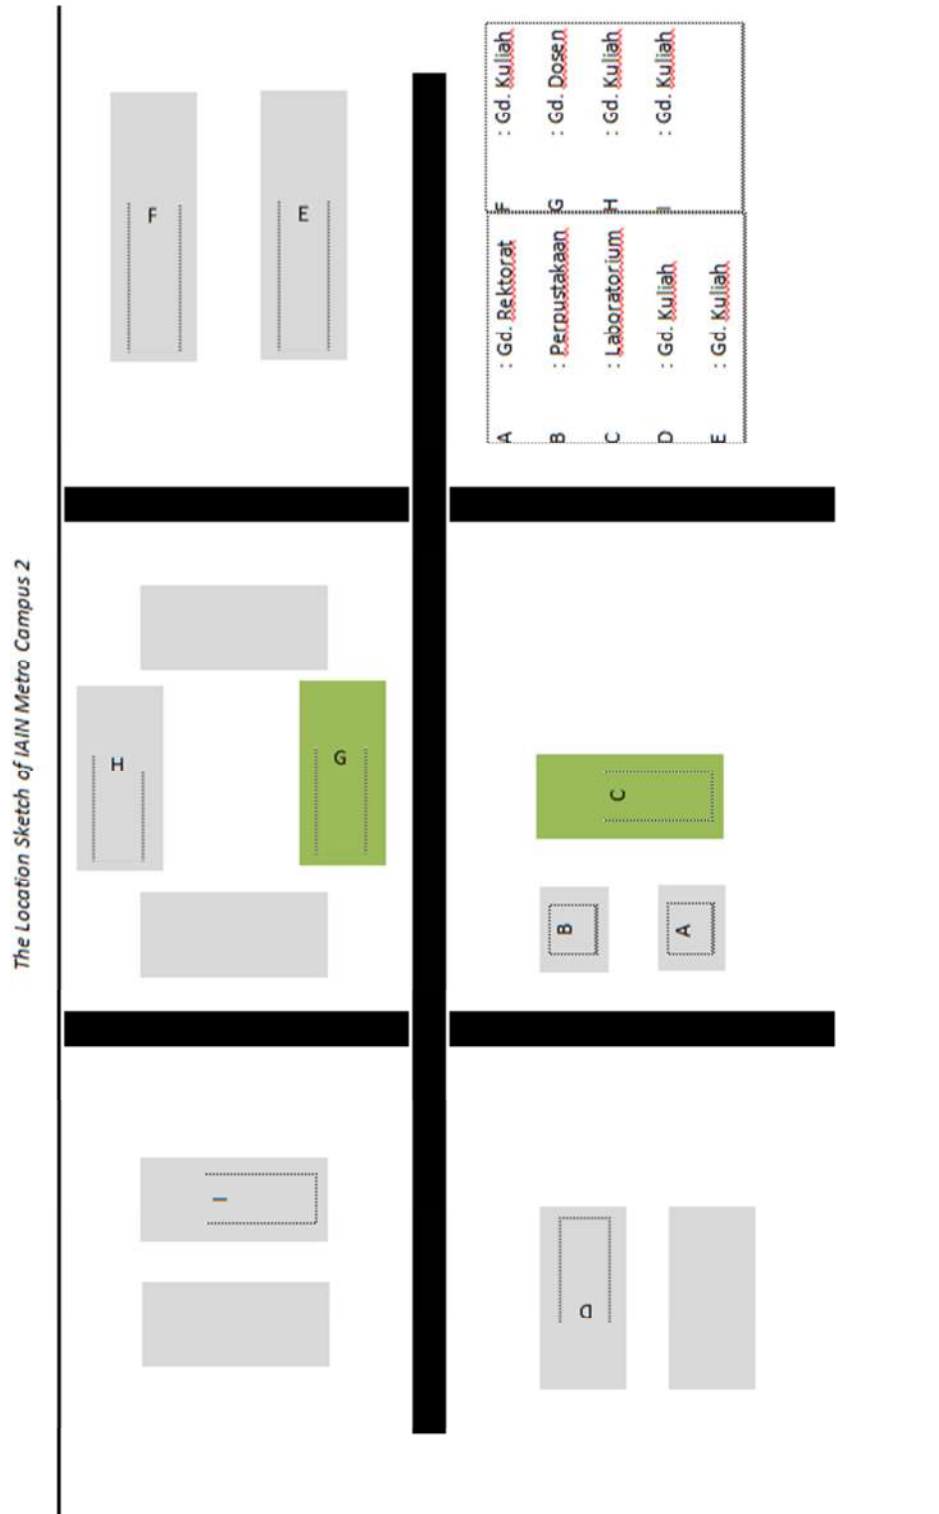 The Location Sketch of IAIN Metro Campus 2
F
E
H
G
I
C
B
A
D
A : Gd. Rektorat
B : Perpustakaan
C : Laboratorium
D : Gd. Kuliah
E : Gd. Kuliah
F : Gd. Kuliah
G : Gd. Dosen
H : Gd. Kuliah
I : Gd. Kuliah